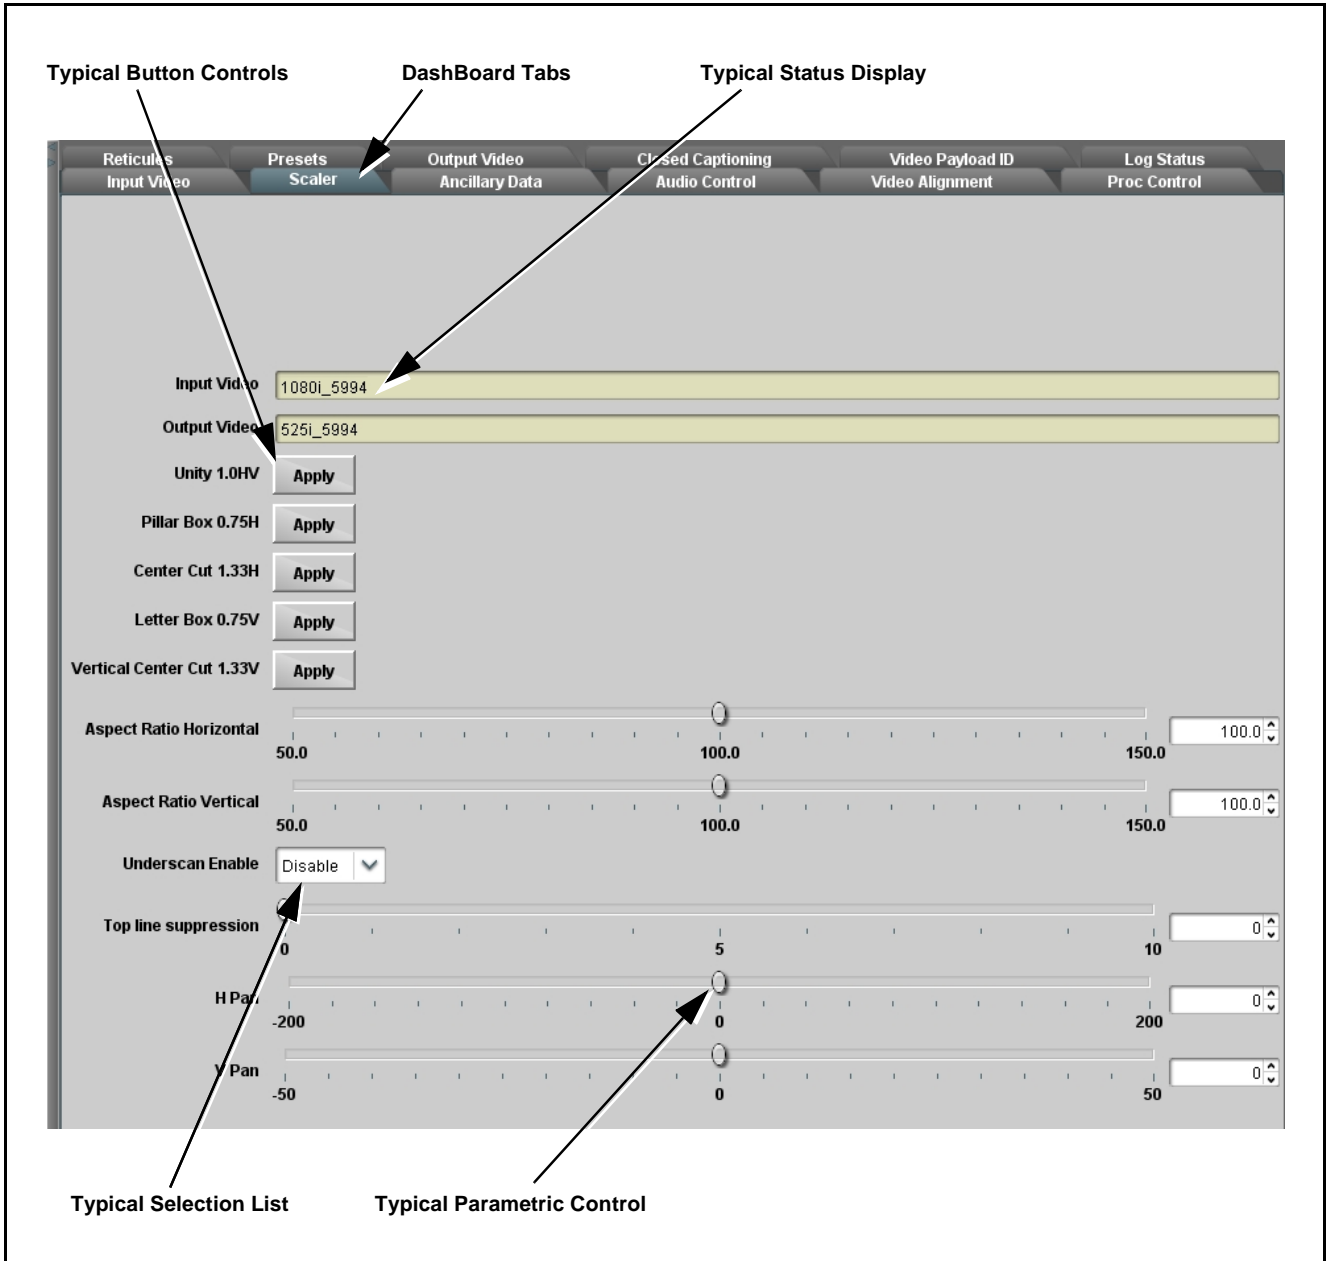 Typical Button Controls DashBoard Tabs Typical Status Display
Reticules Presets Output Video Closed Captioning Video Payload ID Log Status
Input Video Scaler Ancillary Data Audio Control Video Alignment Proc Control
Input Video 1080i_5994
Output Video 525i_5994
Unity 1.0HV Apply
Pillar Box 0.75H Apply
Center Cut 1.33H Apply
Letter Box 0.75V Apply
Vertical Center Cut 1.33V Apply
Aspect Ratio Horizontal 100.0
50.0 100.0 150.0
Aspect Ratio Vertical 100.0
50.0 100.0 150.0
Underscan Enable Disable
Top line suppression 0
0 5 10
H Pan 0
-200 0 200
V Pan 0
-50 0 50
Typical Selection List Typical Parametric Control